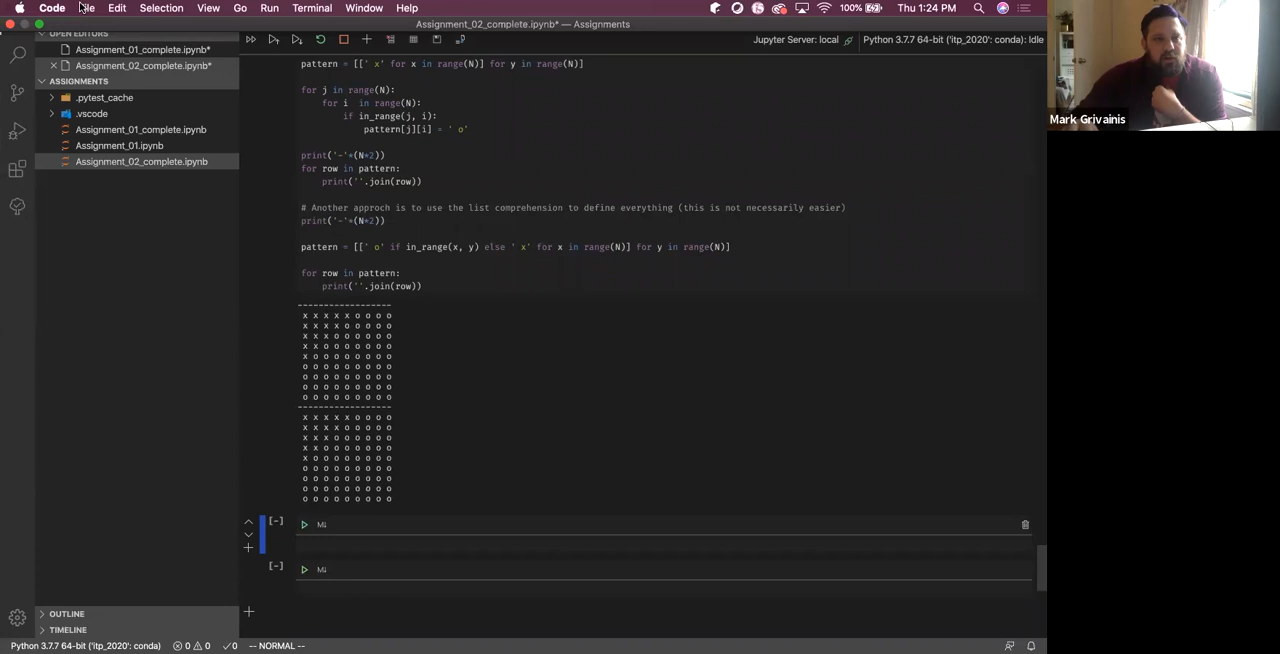 Code File Edit Selection View Go Run Terminal Window Help 100% Thu 1:24 PM
Assignment_02_complete.ipynb* — Assignments
OPEN EDITORS
Assignment_01_complete.ipynb*
Assignment_02_complete.ipynb*
ASSIGNMENTS
.pytest_cache
.vscode
Assignment_01_complete.ipynb
Assignment_01.ipynb
Assignment_02_complete.ipynb
OUTLINE
TIMELINE
Jupyter Server: local Python 3.7.7 64-bit ('itp_2020': conda): Idle
pattern = [[' x' for x in range(N)] for y in range(N)]
for j in range(N):
for i in range(N):
if in_range(j, i):
pattern[j][i] = ' o'
print('-'*(N*2))
for row in pattern:
print(''.join(row))
# Another approch is to use the list comprehension to define everything (this is not necessarily easier)
print('-'*(N*2))
pattern = [[' o' if in_range(x, y) else ' x' for x in range(N)] for y in range(N)]
for row in pattern:
print(''.join(row))
------------------
x x x x x o o o o
x x x x o o o o o
x x x o o o o o o
x x o o o o o o o
x o o o o o o o o
o o o o o o o o o
o o o o o o o o o
o o o o o o o o o
o o o o o o o o o
------------------
x x x x x o o o o
x x x x o o o o o
x x x o o o o o o
x x o o o o o o o
x o o o o o o o o
o o o o o o o o o
o o o o o o o o o
o o o o o o o o o
o o o o o o o o o
[-] M↓
[-] M↓
Python 3.7.7 64-bit ('itp_2020': conda) 0 0 0 -- NORMAL --
Mark Grivainis